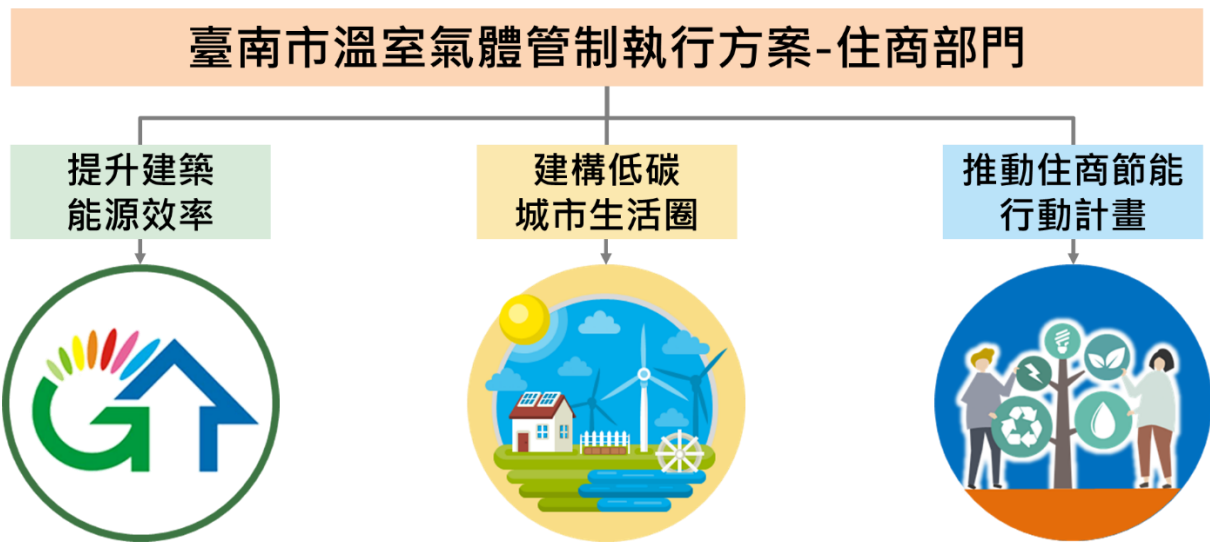 臺南市溫室氣體管制執行方案-住商部門
提升建築
能源效率
建構低碳
城市生活圈
推動住商節能
行動計畫